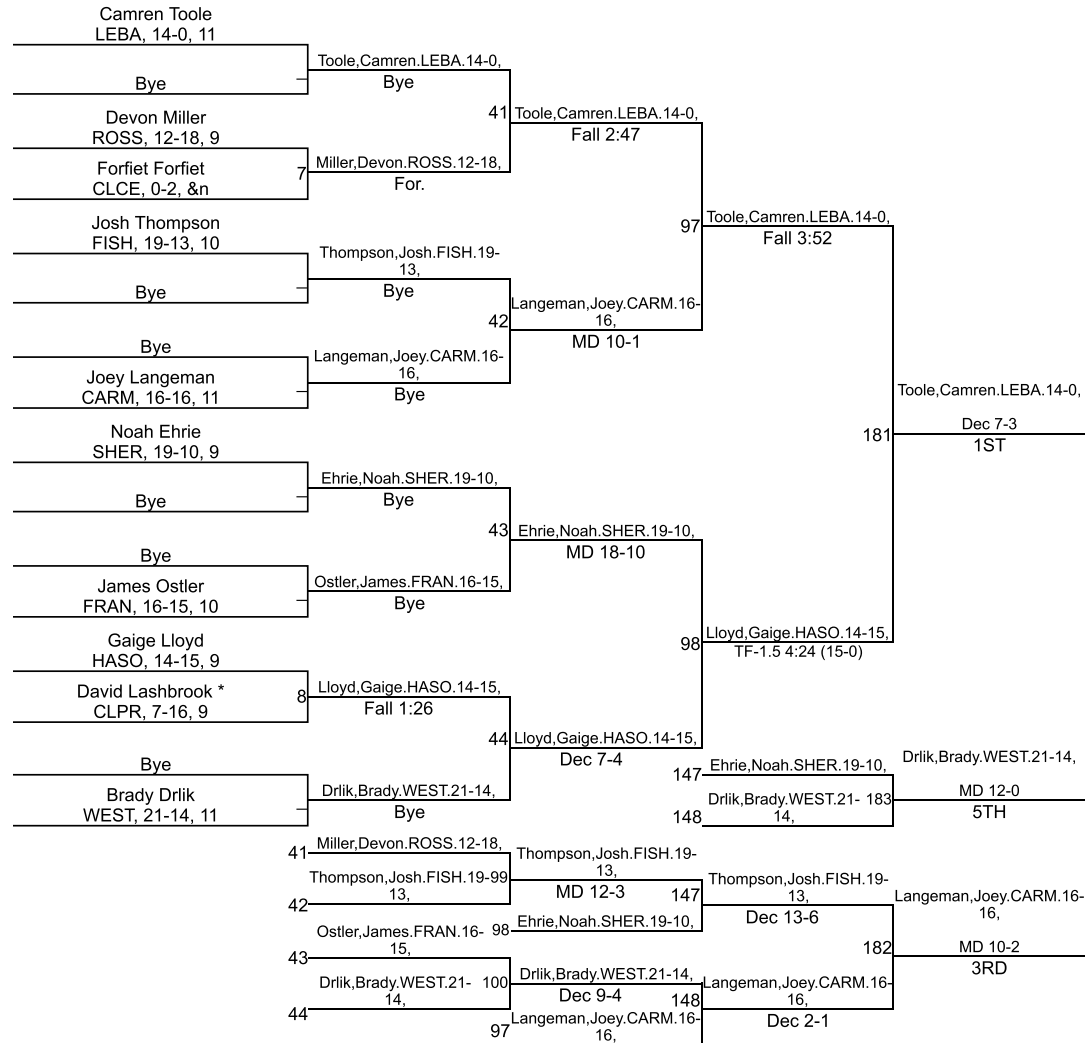 Camren Toole
LEBA, 14-0, 11
Bye
Devon Miller
ROSS, 12-18, 9
Forfiet Forfiet
CLCE, 0-2, &n
7
Josh Thompson
FISH, 19-13, 10
Bye
Bye
Joey Langeman
CARM, 16-16, 11
Noah Ehrie
SHER, 19-10, 9
Bye
Bye
James Ostler
FRAN, 16-15, 10
Gaige Lloyd
HASO, 14-15, 9
David Lashbrook *
CLPR, 7-16, 9
8
Bye
Brady Drlik
WEST, 21-14, 11
Toole,Camren.LEBA.14-0,
Bye
41
Miller,Devon.ROSS.12-18,
For.
Thompson,Josh.FISH.19-
13,
Bye
42
Langeman,Joey.CARM.16-
16,
Bye
Ehrie,Noah.SHER.19-10,
Bye
43
Ostler,James.FRAN.16-15,
Bye
Lloyd,Gaige.HASO.14-15,
Fall 1:26
44
Drlik,Brady.WEST.21-14,
Bye
Toole,Camren.LEBA.14-0,
Fall 2:47
97
Langeman,Joey.CARM.16-
16,
MD 10-1
Ehrie,Noah.SHER.19-10,
MD 18-10
98
Lloyd,Gaige.HASO.14-15,
Dec 7-4
Toole,Camren.LEBA.14-0,
Fall 3:52
181
Lloyd,Gaige.HASO.14-15,
TF-1.5 4:24 (15-0)
Toole,Camren.LEBA.14-0,
Dec 7-3
1ST
147
Ehrie,Noah.SHER.19-10,
148
Drlik,Brady.WEST.21-
14,
183
Drlik,Brady.WEST.21-14,
MD 12-0
5TH
41
Miller,Devon.ROSS.12-18,
42
Thompson,Josh.FISH.19-
13,
99
43
Ostler,James.FRAN.16-
15,
44
Drlik,Brady.WEST.21-
14,
100
Thompson,Josh.FISH.19-
13,
MD 12-3
147
98
Ehrie,Noah.SHER.19-10,
Drlik,Brady.WEST.21-14,
Dec 9-4
148
97
Langeman,Joey.CARM.16-
16,
Thompson,Josh.FISH.19-
13,
Dec 13-6
182
Langeman,Joey.CARM.16-
16,
Dec 2-1
Langeman,Joey.CARM.16-
16,
MD 10-2
3RD